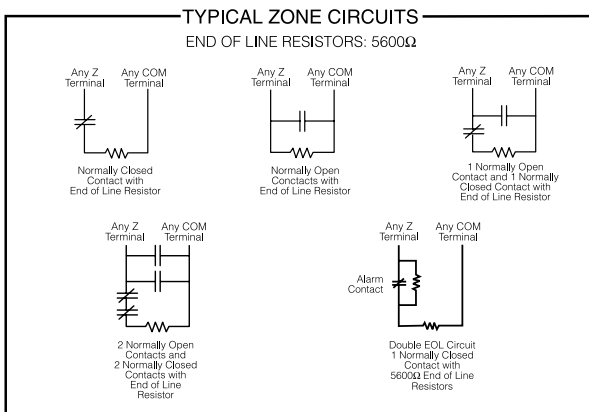 TYPICAL ZONE CIRCUITS
END OF LINE RESISTORS: 5600Ω
Any Z
Terminal
Any COM
Terminal
Normally Closed
Contact with
End of Line Resistor
Any Z
Terminal
Any COM
Terminal
Normally Open
Conctacts with
End of Line Resistor
Any Z
Terminal
Any COM
Terminal
1 Normally Open
Contact and 1 Normally
Closed Contact with
End of Line Resistor
Any Z
Terminal
Any COM
Terminal
2 Normally Open
Contacts and
2 Normally Closed
Contacts with
End of Line
Resistor
Any Z
Terminal
Any COM
Terminal
Alarm
Contact
Double EOL Circuit
1 Normally Closed
Contact with
5600Ω End of Line
Resistors